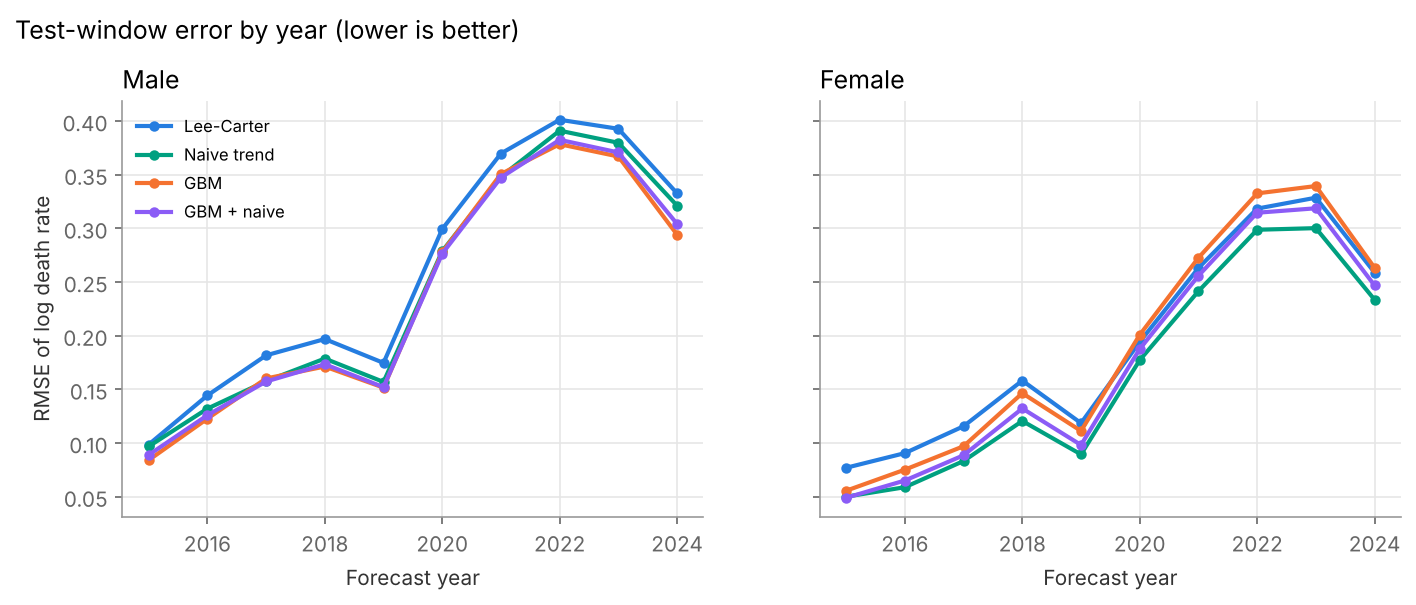 Test-window error by year (lower is better)
Male
Female
RMSE of log death rate
0.40
0.35
0.30
0.25
0.20
0.15
0.10
0.05
Lee-Carter
Naive trend
GBM
GBM + naive
2016 2018 2020 2022 2024
2016 2018 2020 2022 2024
Forecast year
Forecast year